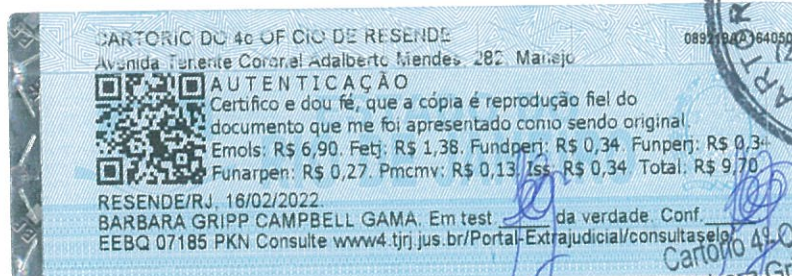 CARTORIO DO 4o OFICIO DE RESENDE
Avenida Tenente Coronel Adalberto Mendes, 282, Manejo
089219AA164050
AUTENTICAÇÃO
Certifico e dou fé, que a cópia é reprodução fiel do
documento que me foi apresentado como sendo original.
Emols: R$ 6,90. Fetj: R$ 1,38. Fundperj: R$ 0,34. Funperj: R$ 0,34
Funarpen: R$ 0,27. Pmcmv: R$ 0,13. Iss: R$ 0,34. Total: R$ 9,70
RESENDE/RJ, 16/02/2022.
BARBARA GRIPP CAMPBELL GAMA. Em test. da verdade. Conf.
EEBQ 07185 PKN Consulte www4.tjrj.jus.br/Portal-Extrajudicial/consultaselo
Cartório 4º O